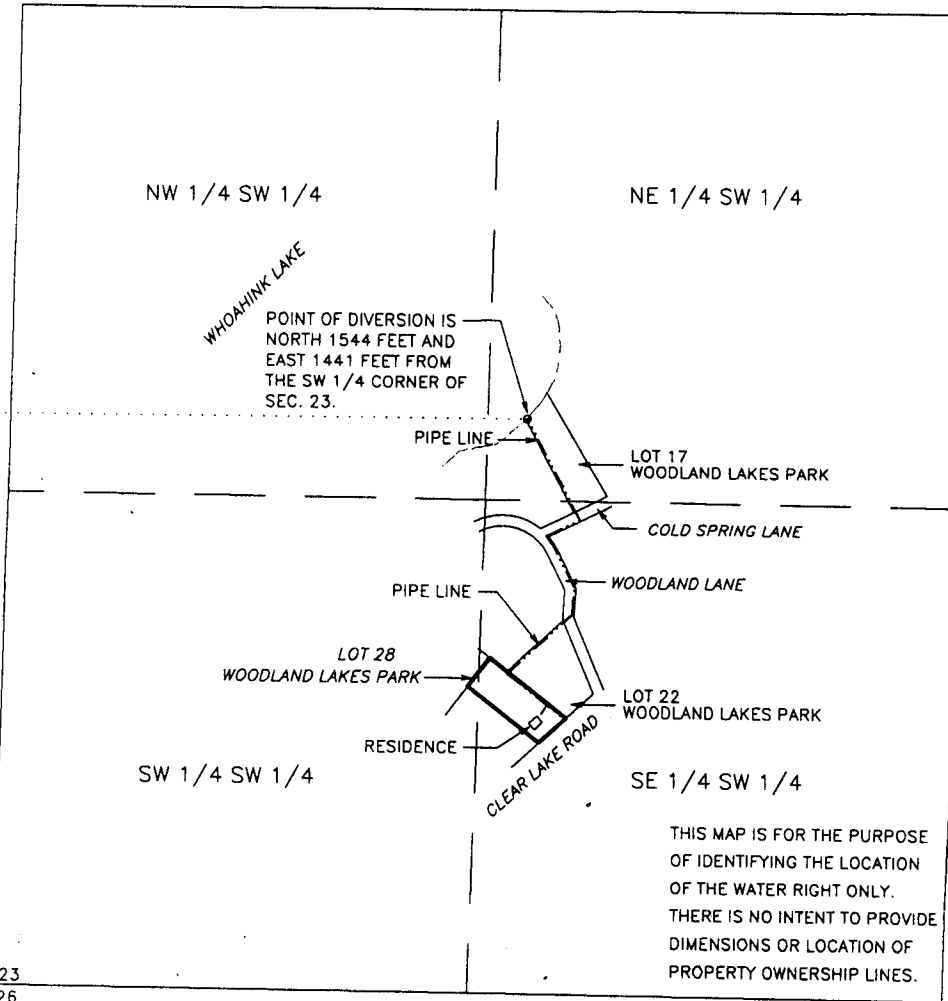 NW 1/4 SW 1/4
NE 1/4 SW 1/4
WHOAHINK LAKE
POINT OF DIVERSION IS
NORTH 1544 FEET AND
EAST 1441 FEET FROM
THE SW 1/4 CORNER OF
SEC. 23.
PIPE LINE
LOT 17
WOODLAND LAKES PARK
COLD SPRING LANE
WOODLAND LANE
PIPE LINE
LOT 28
WOODLAND LAKES PARK
LOT 22
WOODLAND LAKES PARK
RESIDENCE
CLEAR LAKE ROAD
SW 1/4 SW 1/4
SE 1/4 SW 1/4
THIS MAP IS FOR THE PURPOSE
OF IDENTIFYING THE LOCATION
OF THE WATER RIGHT ONLY.
THERE IS NO INTENT TO PROVIDE
DIMENSIONS OR LOCATION OF
PROPERTY OWNERSHIP LINES.
23
26